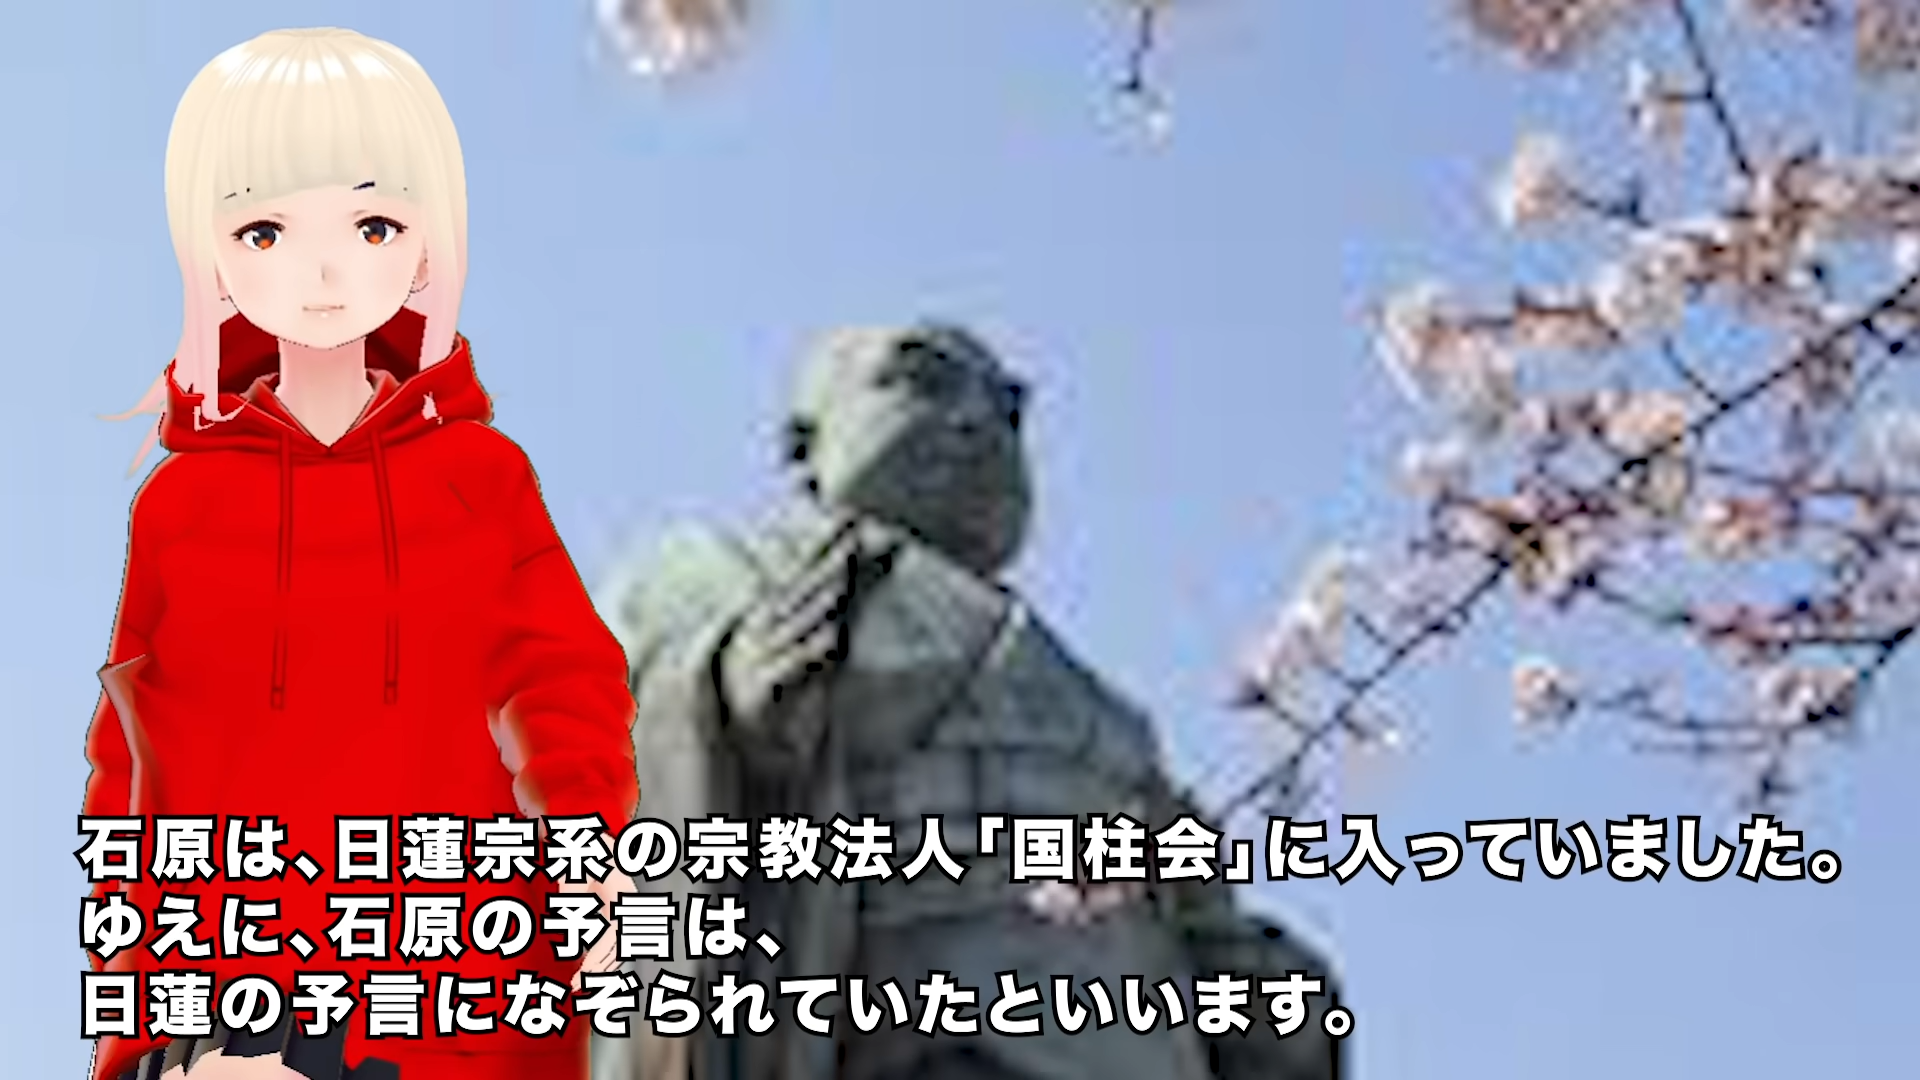 石原は、日蓮宗系の宗教法人「国柱会」に入っていました。
ゆえに、石原の予言は、
日蓮の予言になぞられていたといいます。